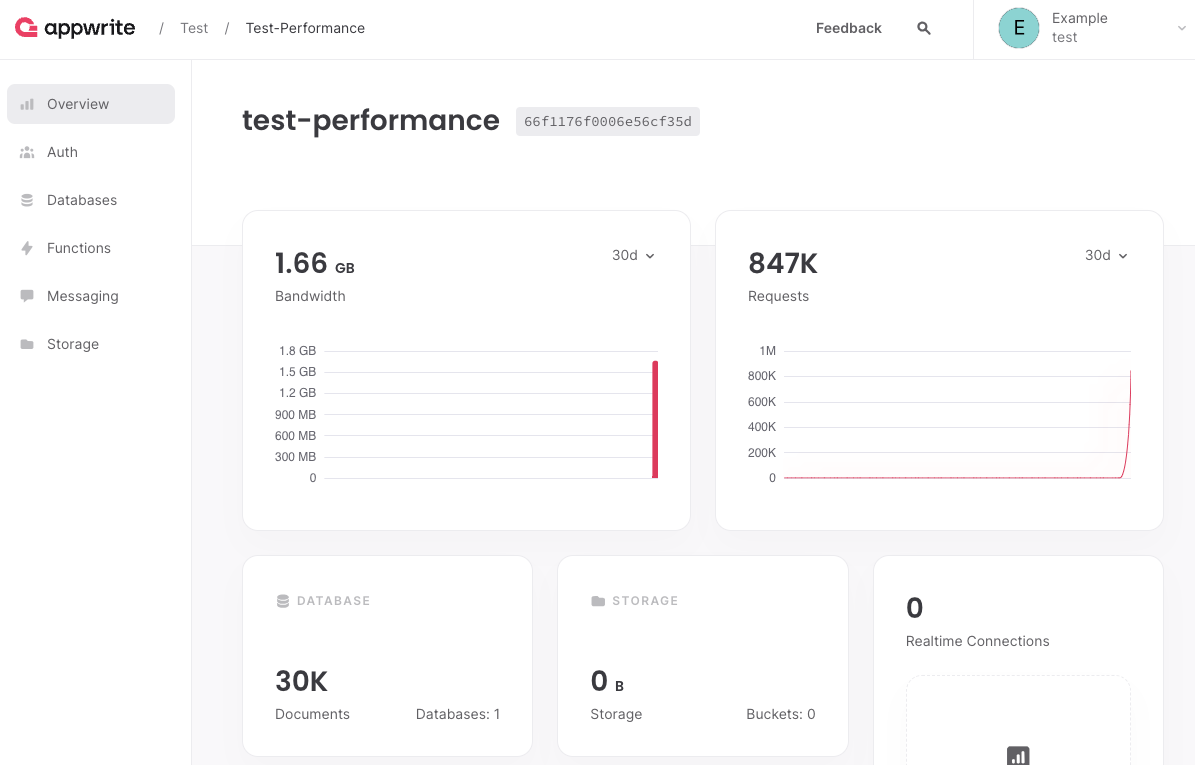 appwrite / Test / Test-Performance Feedback E Example
test
Overview
Auth
Databases
Functions
Messaging
Storage
test-performance 66f1176f0006e56cf35d
1.66 GB 30d
Bandwidth
1.8 GB
1.5 GB
1.2 GB
900 MB
600 MB
300 MB
0
847K 30d
Requests
1M
800K
600K
400K
200K
0
DATABASE
30K
Documents Databases: 1
STORAGE
0 B
Storage Buckets: 0
0
Realtime Connections